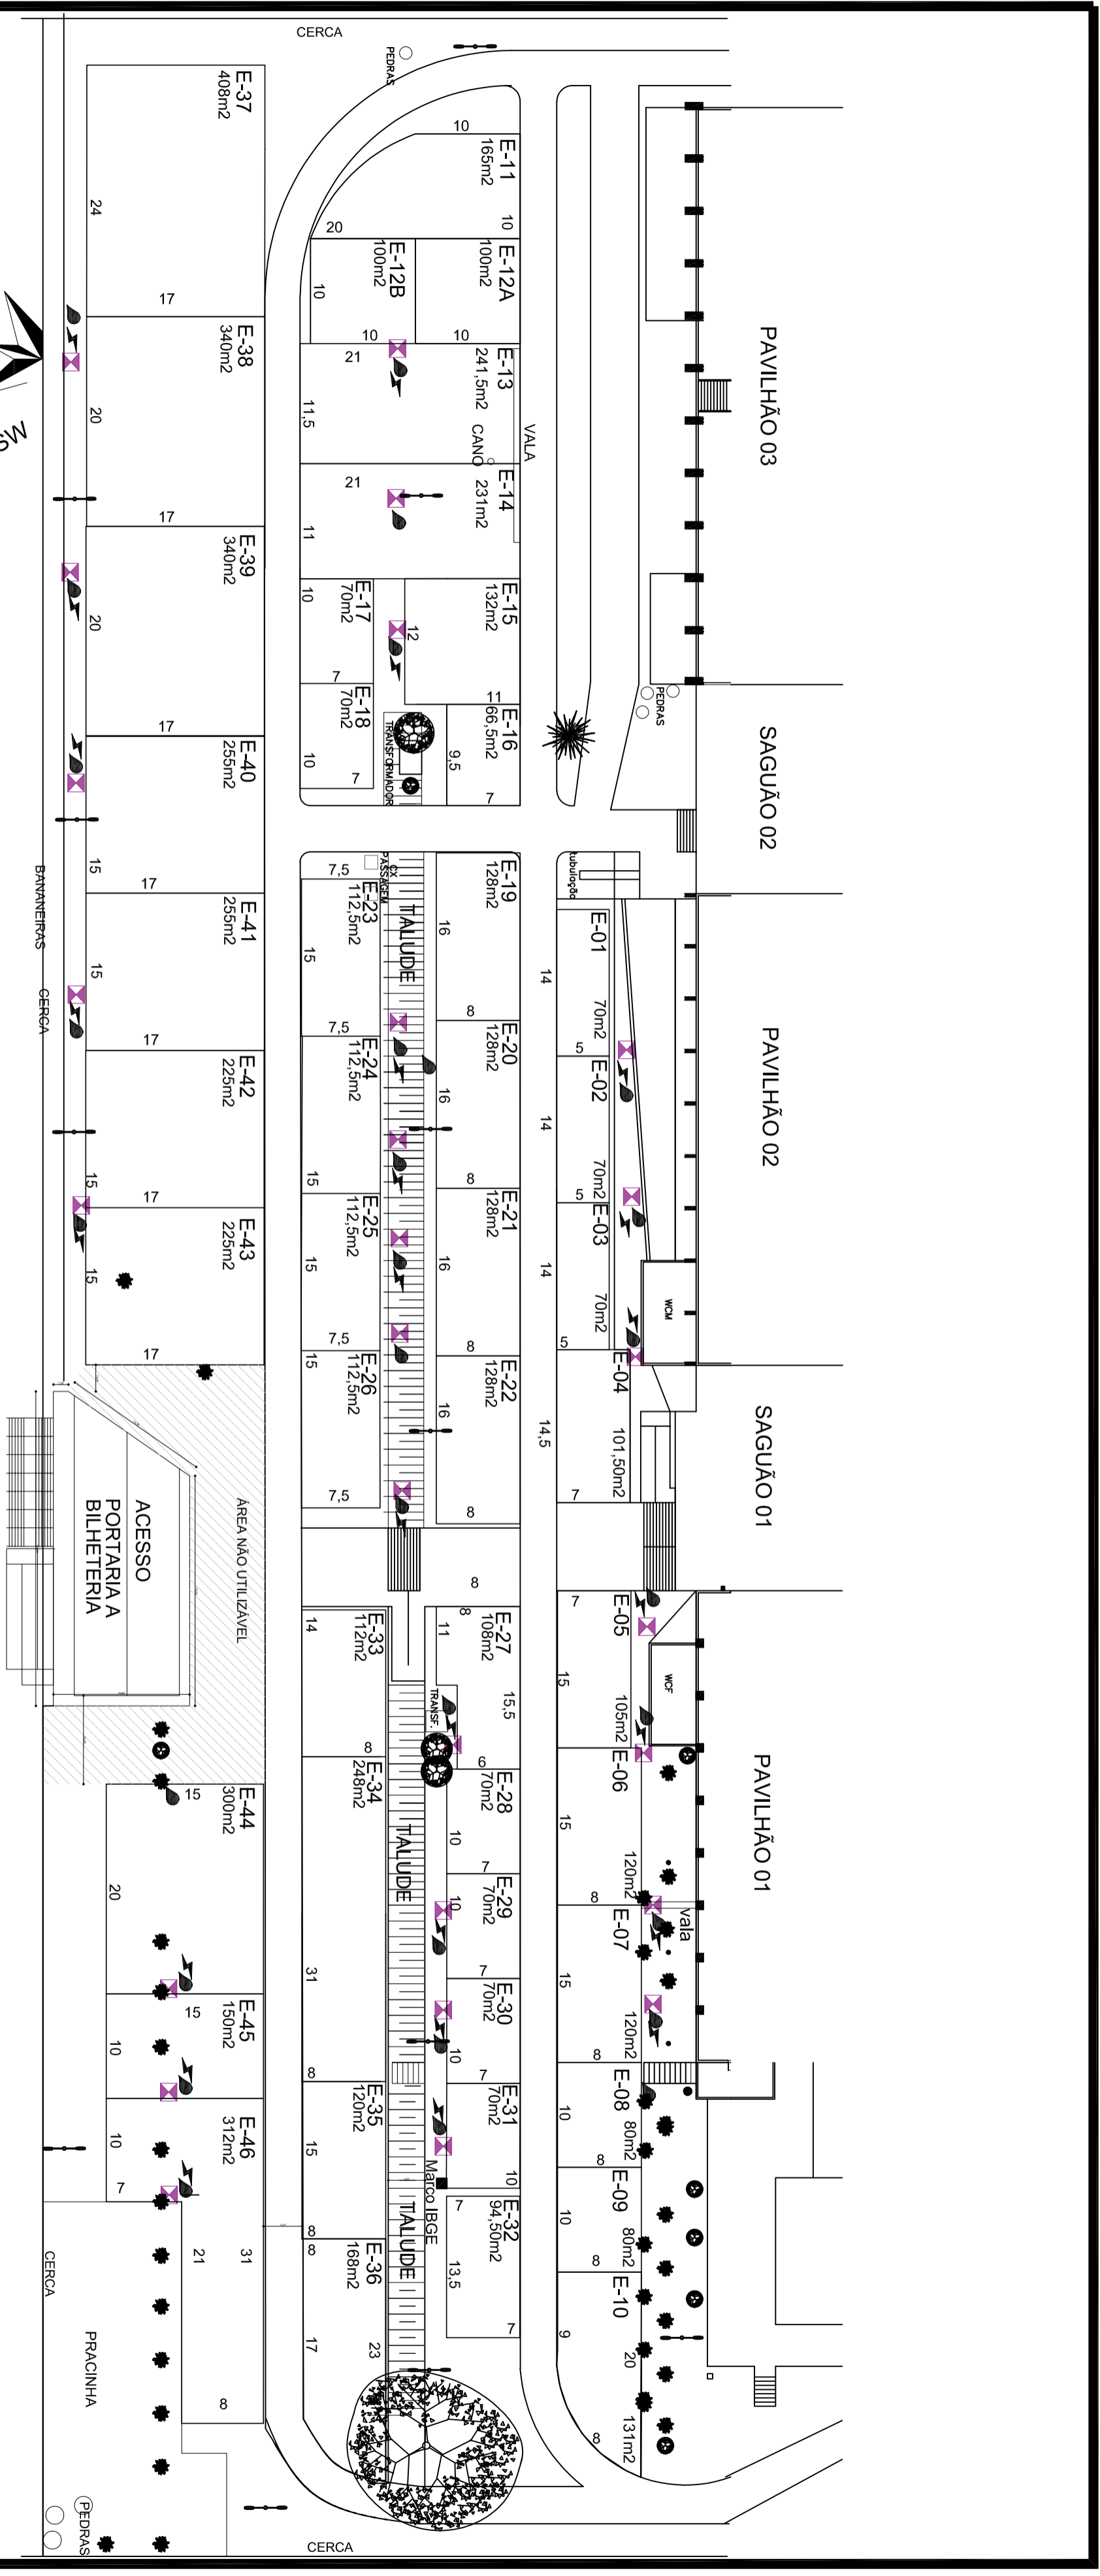 CERCA
PEDRAS
E-37
408m2
24
17
E-38
340m2
20
17
E-39
340m2
20
17
E-40
255m2
15
17
E-41
255m2
15
17
E-42
225m2
15
17
E-43
225m2
15
17
BANANEIRAS
CERCA
10
E-11
165m2
10
20
E-12A
100m2
10
E-12B
100m2
10
10
E-13
241,5m2
21
11,5
CANO
VALA
E-14
231m2
21
11
E-15
132m2
12
11
E-16
66,5m2
9,5
7
E-17
70m2
10
7
E-18
70m2
10
7
TRANSFORMADOR
PAVILHÃO 03
PEDRAS
SAGUÃO 02
PAVILHÃO 02
SAGUÃO 01
PAVILHÃO 01
tubulação
E-01
70m2
14
5
E-02
70m2
14
5
E-03
70m2
14
5
WCM
E-04
101,50m2
14,5
7
E-19
128m2
16
8
E-20
128m2
16
8
E-21
128m2
16
8
E-22
128m2
16
8
CX
PASSAGEM
TALUDE
7,5
E-23
112,5m2
15
7,5
E-24
112,5m2
15
E-25
112,5m2
15
7,5
E-26
112,5m2
15
7,5
8
ACESSO
PORTARIA A
BILHETERIA
ÁREA NÃO UTILIZÁVEL
7
E-05
105m2
15
WCF
E-06
120m2
15
8
vala
E-07
120m2
15
8
E-08
80m2
10
8
E-09
80m2
10
8
E-10
20
131m2
9
8
8
E-27
108m2
11
15,5
6
TRANSF.
E-28
70m2
10
7
E-29
70m2
10
7
E-30
70m2
10
7
E-31
70m2
10
Marco IBGE
E-32
94,50m2
7
13,5
7
E-33
112m2
14
8
E-34
248m2
31
8
TALUDE
E-35
120m2
15
8
TALUDE
E-36
168m2
8
17
23
E-44
300m2
15
20
E-45
150m2
15
10
E-46
312m2
10
7
21
31
8
CERCA
PRACINHA
PEDRAS
CERCA